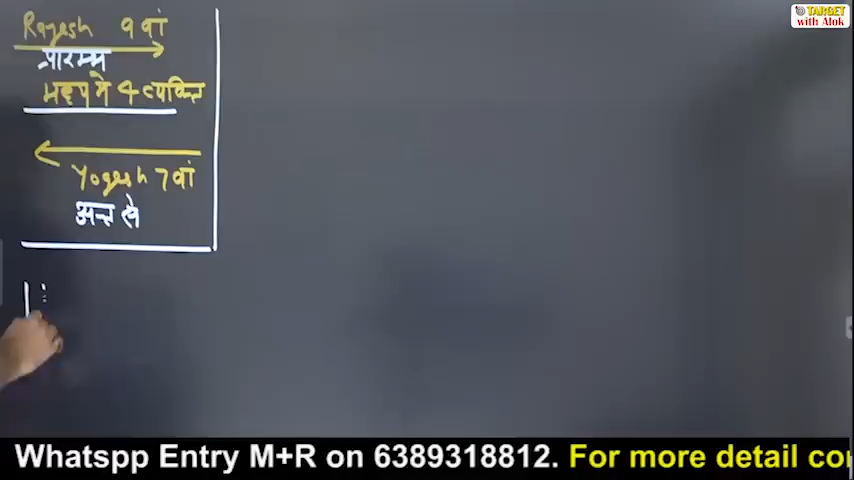 Rajesh 9वां
प्रारम्भ
मध्य मे 4 व्यक्ति
Yogesh 7वां
अन्त से
TARGET
with Alok
Whatspp Entry M+R on 6389318812. For more detail co